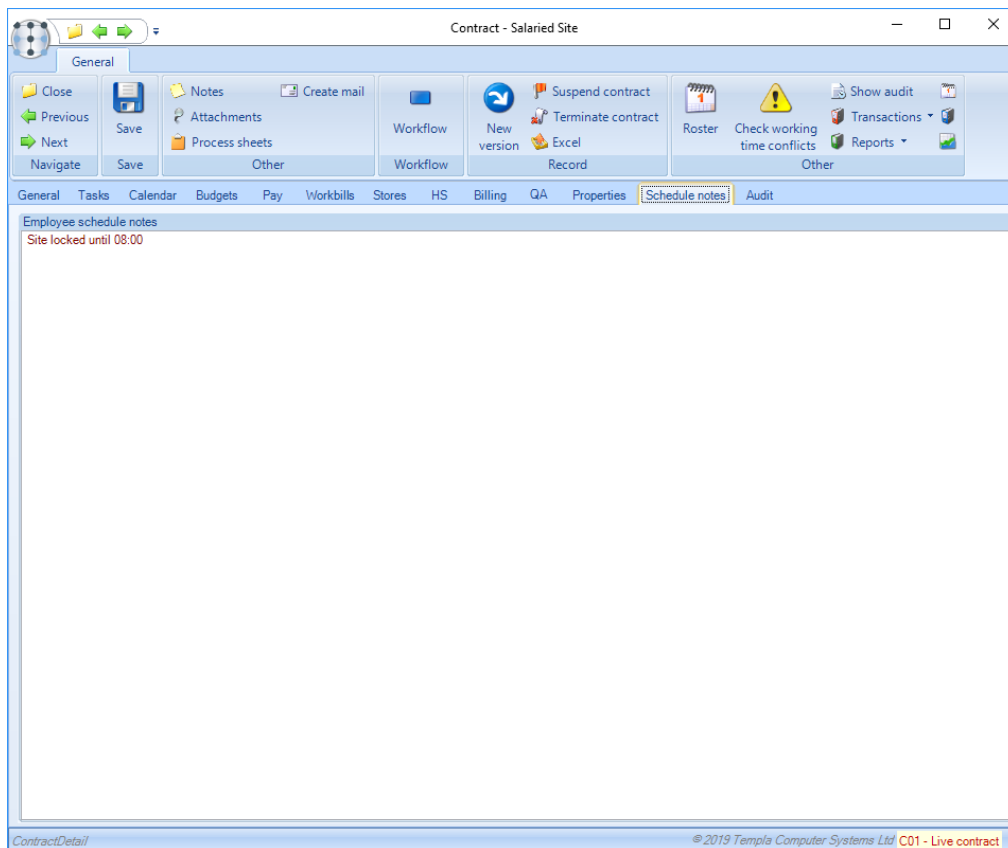 Contract - Salaried Site
General
Close
Previous
Next
Navigate
Save
Save
Notes
Attachments
Process sheets
Create mail
Other
Workflow
Workflow
New version
Suspend contract
Terminate contract
Excel
Record
1
Roster
Check working time conflicts
Show audit
Transactions
Reports
Other
General Tasks Calendar Budgets Pay Workbills Stores HS Billing QA Properties Schedule notes Audit
Employee schedule notes
Site locked until 08:00
ContractDetail
© 2019 Templa Computer Systems Ltd C01 - Live contract